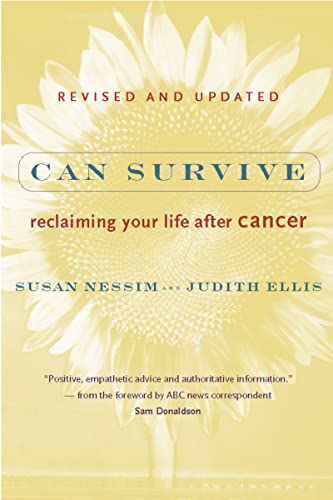 REVISED AND UPDATED
CAN SURVIVE
reclaiming your life after cancer
SUSAN NESSIM AND JUDITH ELLIS
"Positive, empathetic advice and authoritative information."
— from the foreword by ABC news correspondent
Sam Donaldson